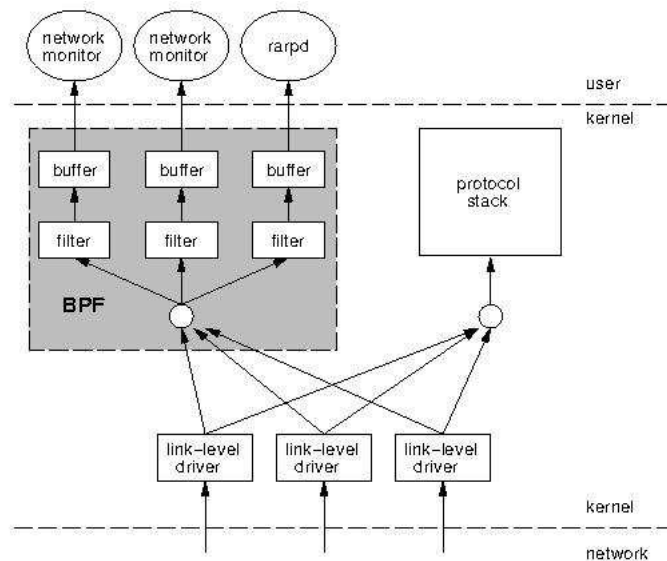 network
monitor
network
monitor
rarpd
user
kernel
buffer
buffer
buffer
protocol
stack
filter
filter
filter
BPF
link-level
driver
link-level
driver
link-level
driver
kernel
network